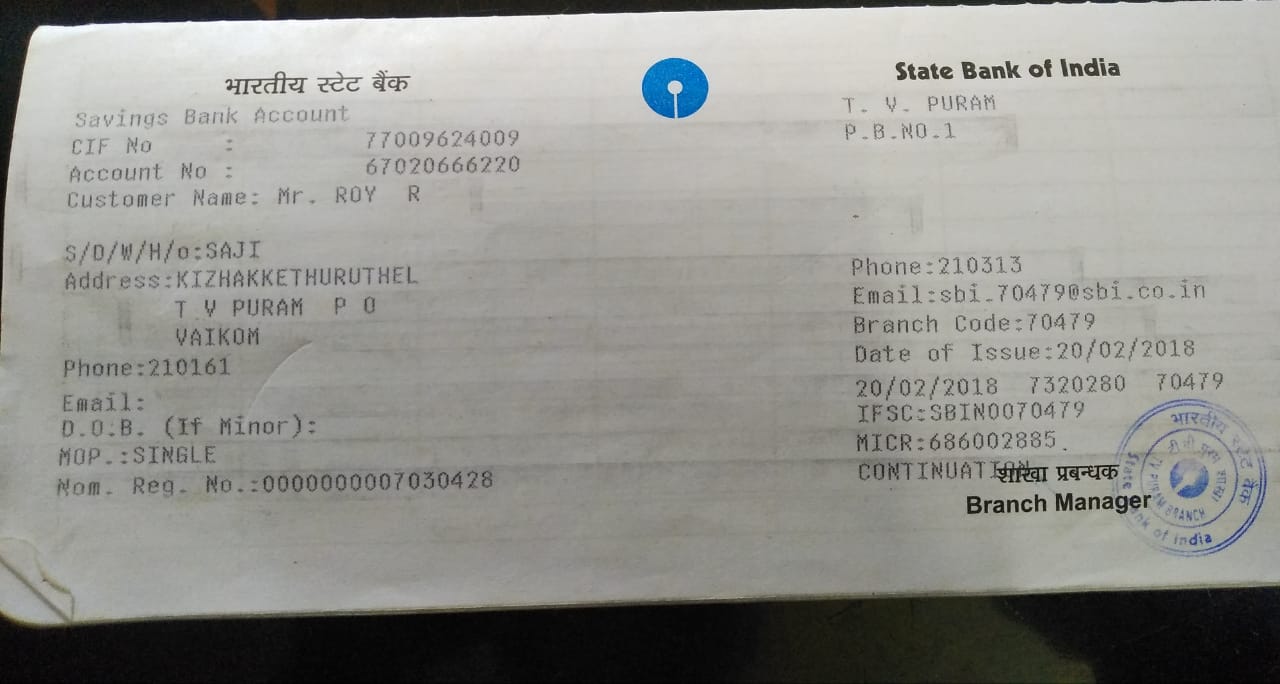 भारतीय स्टेट बैंक
Savings Bank Account
CIF No : 77009624009
Account No : 67020666220
Customer Name: Mr. ROY R
S/D/W/H/o:SAJI
Address:KIZHAKKETHURUTHEL
T V PURAM P O
VAIKOM
Phone:210161
Email:
D.O.B. (If Minor):
MOP.:SINGLE
Nom. Reg. No.:0000000007030428
State Bank of India
T. V. PURAM
P.B.NO.1
Phone:210313
Email:sbi.70479@sbi.co.in
Branch Code:70479
Date of Issue:20/02/2018
20/02/2018 7320280 70479
IFSC:SBIN0070479
MICR:686002885.
CONTINUATION
शाखा प्रबन्धक
Branch Manager
भारतीय स्टेट बैंक
टी वी पुरम शाखा
T V PURAM BRANCH
State Bank of India